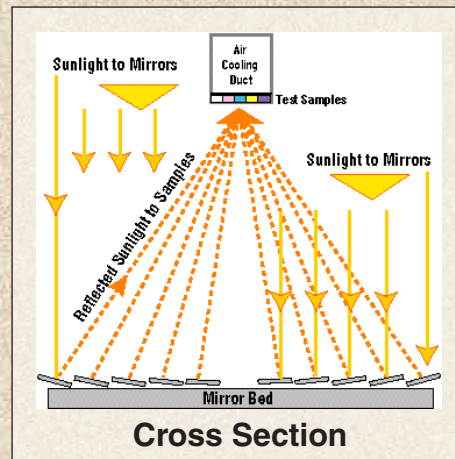 Air
Cooling
Duct
Sunlight to Mirrors
Test Samples
Sunlight to Mirrors
Reflected Sunlight to Samples
Mirror Bed
Cross Section